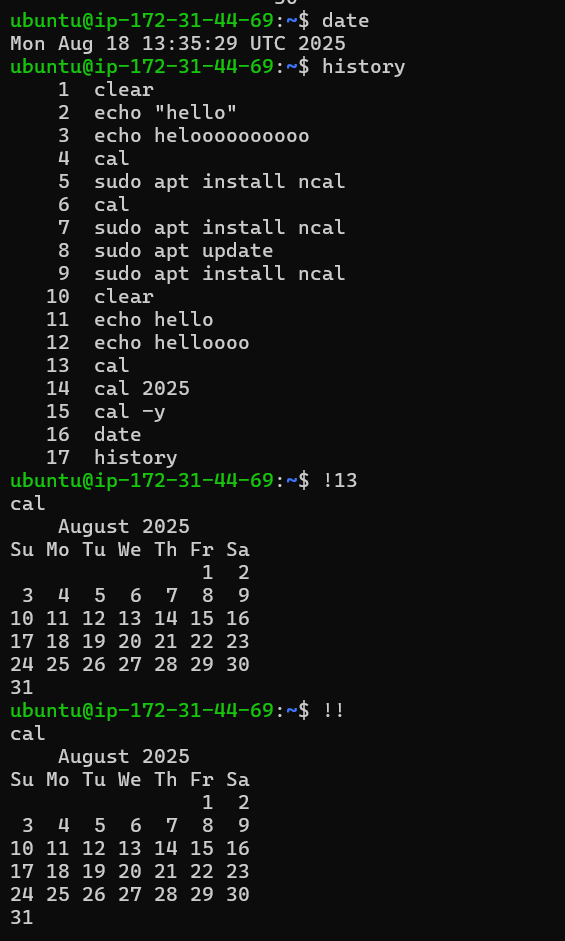 30
ubuntu@ip-172-31-44-69:~$ date
Mon Aug 18 13:35:29 UTC 2025
ubuntu@ip-172-31-44-69:~$ history
    1  clear
    2  echo "hello"
    3  echo heloooooooooo
    4  cal
    5  sudo apt install ncal
    6  cal
    7  sudo apt install ncal
    8  sudo apt update
    9  sudo apt install ncal
   10  clear
   11  echo hello
   12  echo helloooo
   13  cal
   14  cal 2025
   15  cal -y
   16  date
   17  history
ubuntu@ip-172-31-44-69:~$ !13
cal
    August 2025
Su Mo Tu We Th Fr Sa
                1  2
 3  4  5  6  7  8  9
10 11 12 13 14 15 16
17 18 19 20 21 22 23
24 25 26 27 28 29 30
31
ubuntu@ip-172-31-44-69:~$ !!
cal
    August 2025
Su Mo Tu We Th Fr Sa
                1  2
 3  4  5  6  7  8  9
10 11 12 13 14 15 16
17 18 19 20 21 22 23
24 25 26 27 28 29 30
31